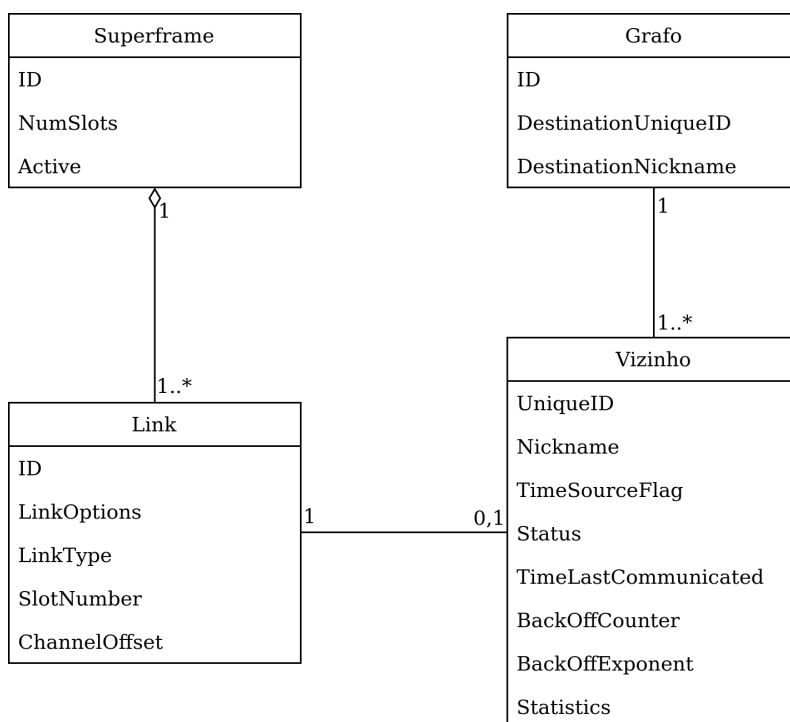 Superframe
ID
NumSlots
Active
1
1..*
Link
ID
LinkOptions
LinkType
SlotNumber
ChannelOffset
1
0,1
Grafo
ID
DestinationUniqueID
DestinationNickname
1
1..*
Vizinho
UniqueID
Nickname
TimeSourceFlag
Status
TimeLastCommunicated
BackOffCounter
BackOffExponent
Statistics